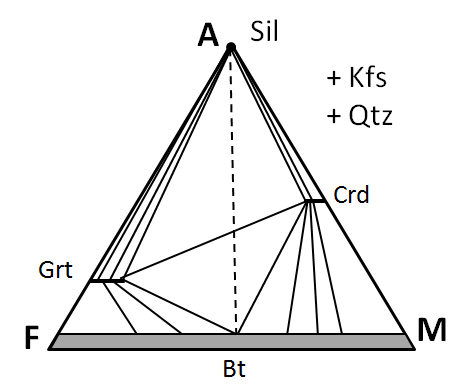 A Sil
+ Kfs
+ Qtz
Crd
Grt
F M
Bt